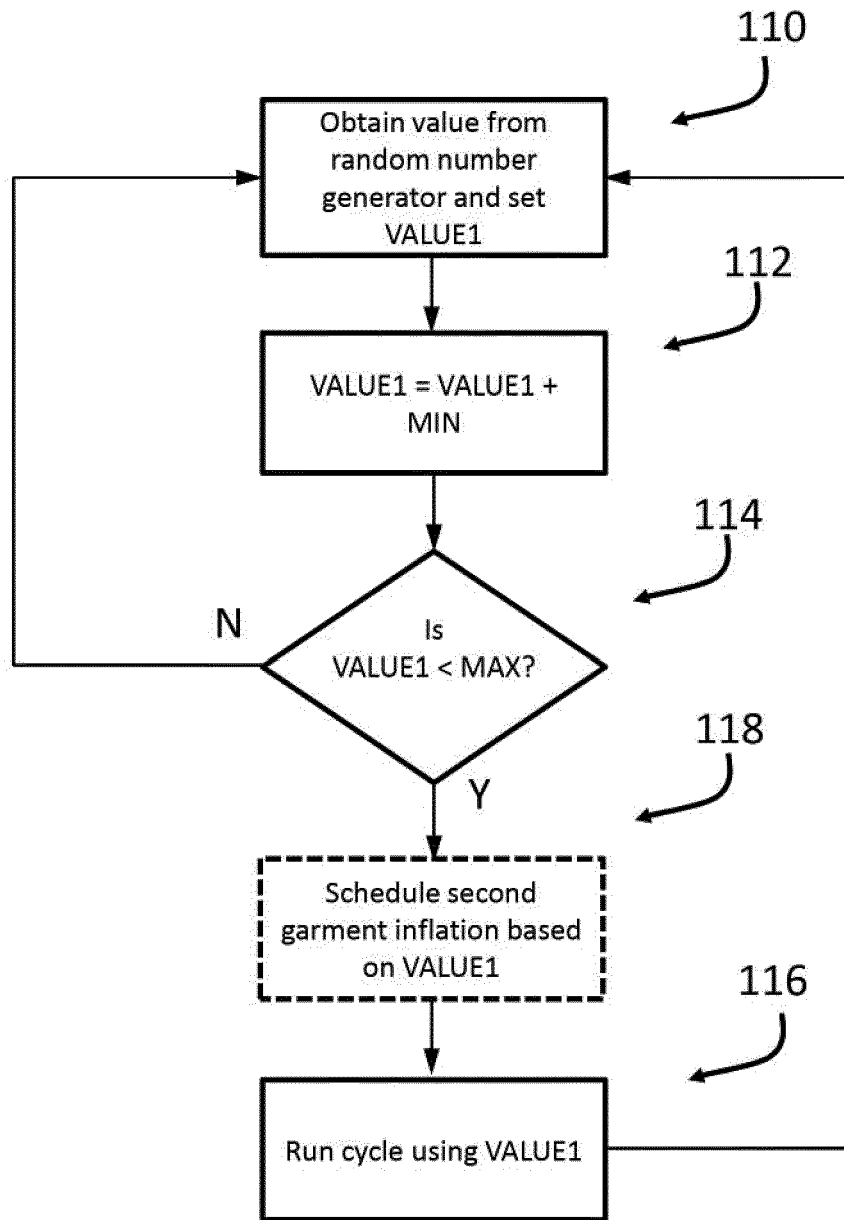 110
Obtain value from
random number
generator and set
VALUE1
112
VALUE1 = VALUE1 +
MIN
114
Is
VALUE1 < MAX?
N
118
Y
Schedule second
garment inflation based
on VALUE1
116
Run cycle using VALUE1